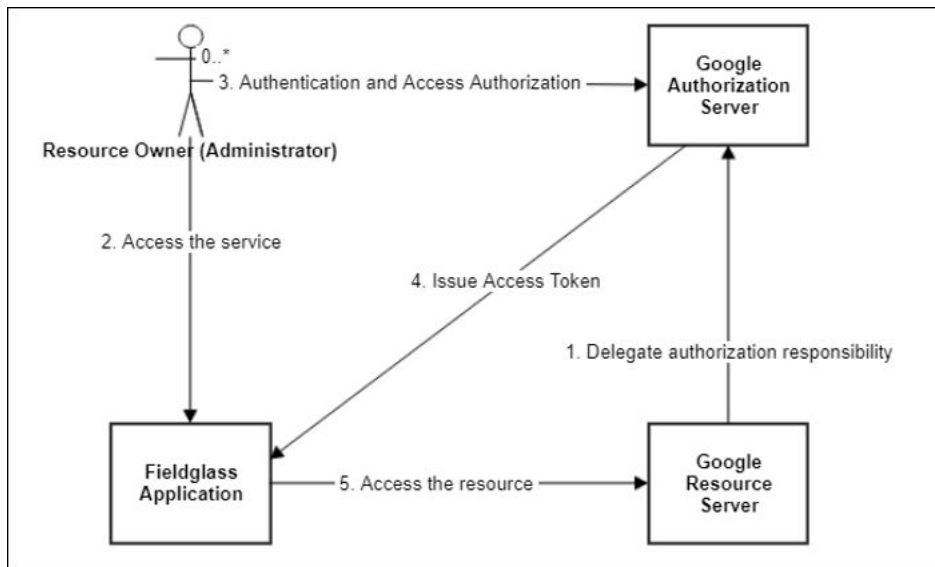 0..*
3. Authentication and Access Authorization
Google
Authorization
Server
Resource Owner (Administrator)
2. Access the service
4. Issue Access Token
1. Delegate authorization responsibility
Fieldglass
Application
5. Access the resource
Google
Resource
Server